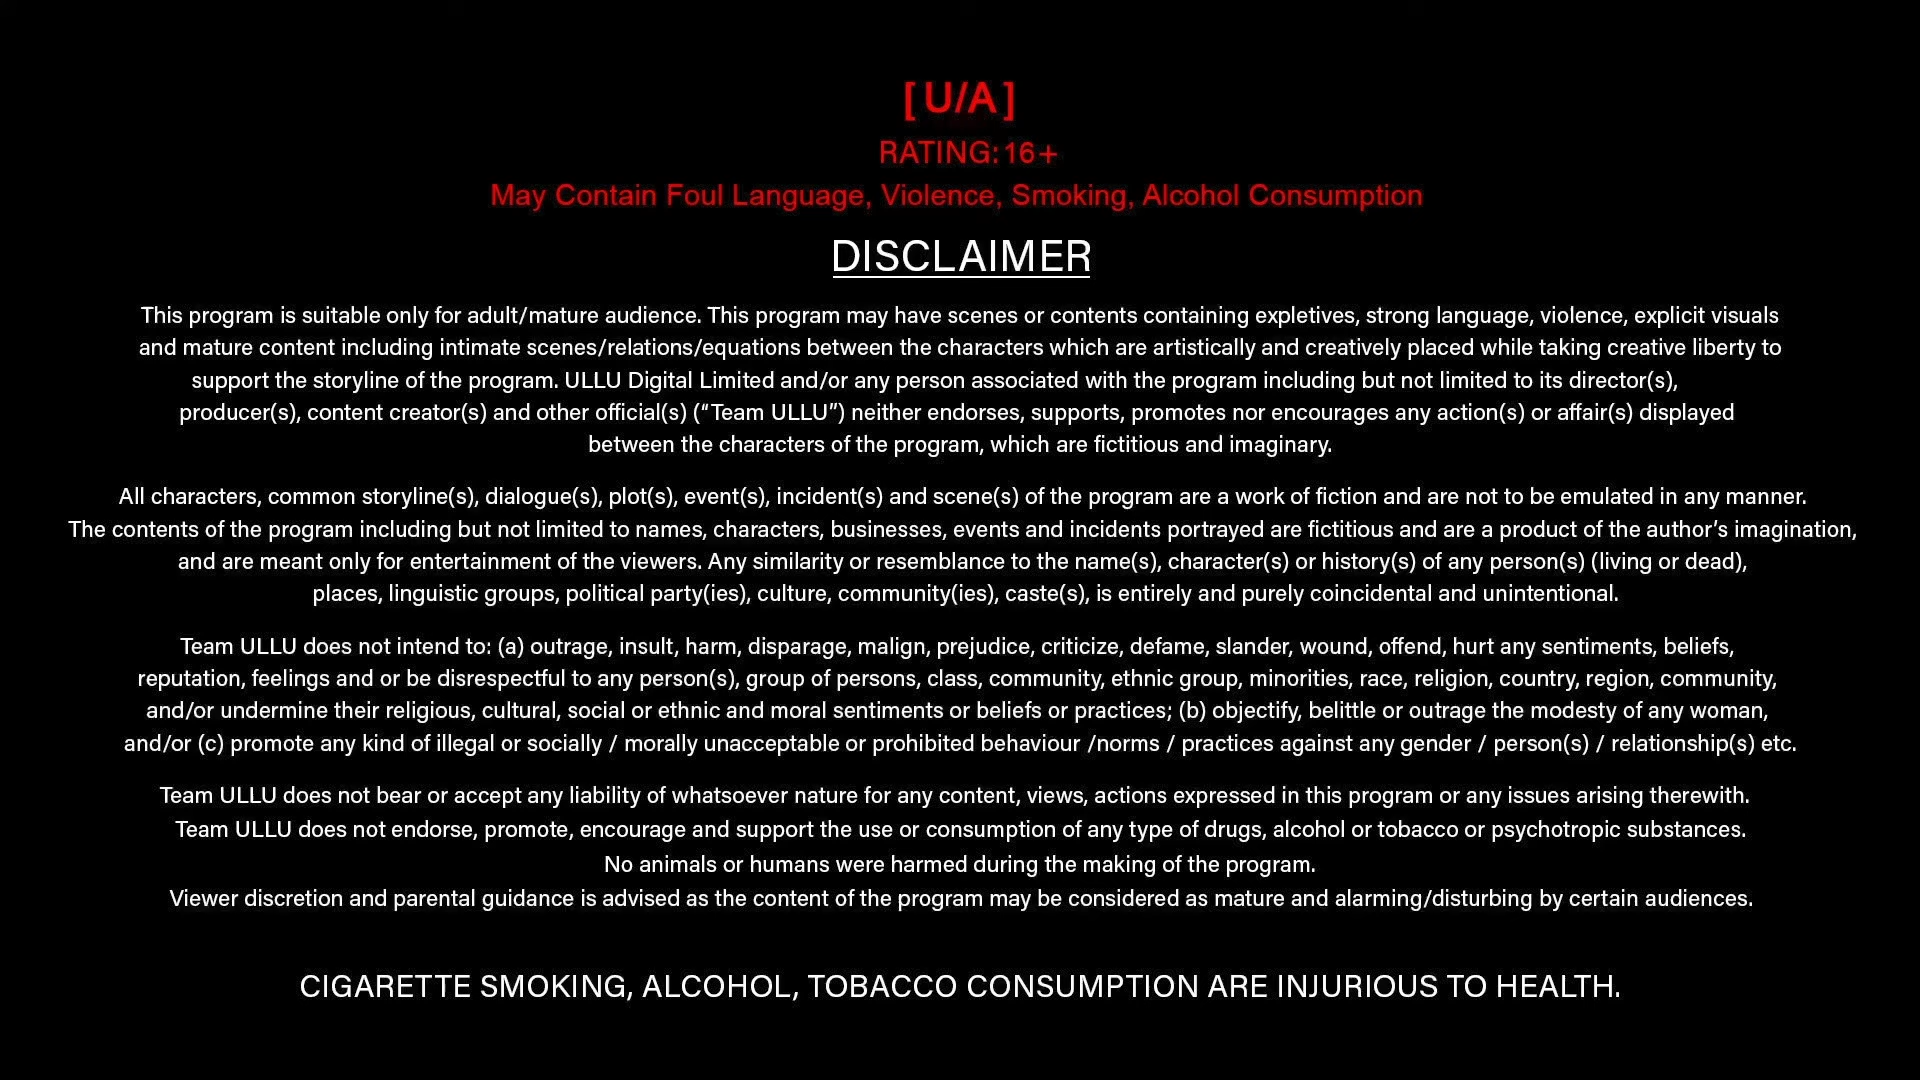 [U/A]
RATING: 16+
May Contain Foul Language, Violence, Smoking, Alcohol Consumption
DISCLAIMER
This program is suitable only for adult/mature audience. This program may have scenes or contents containing expletives, strong language, violence, explicit visuals
and mature content including intimate scenes/relations/equations between the characters which are artistically and creatively placed while taking creative liberty to
support the storyline of the program. ULLU Digital Limited and/or any person associated with the program including but not limited to its director(s),
producer(s), content creator(s) and other official(s) (“Team ULLU”) neither endorses, supports, promotes nor encourages any action(s) or affair(s) displayed
between the characters of the program, which are fictitious and imaginary.
All characters, common storyline(s), dialogue(s), plot(s), event(s), incident(s) and scene(s) of the program are a work of fiction and are not to be emulated in any manner.
The contents of the program including but not limited to names, characters, businesses, events and incidents portrayed are fictitious and are a product of the author’s imagination,
and are meant only for entertainment of the viewers. Any similarity or resemblance to the name(s), character(s) or history(s) of any person(s) (living or dead),
places, linguistic groups, political party(ies), culture, community(ies), caste(s), is entirely and purely coincidental and unintentional.
Team ULLU does not intend to: (a) outrage, insult, harm, disparage, malign, prejudice, criticize, defame, slander, wound, offend, hurt any sentiments, beliefs,
reputation, feelings and or be disrespectful to any person(s), group of persons, class, community, ethnic group, minorities, race, religion, country, region, community,
and/or undermine their religious, cultural, social or ethnic and moral sentiments or beliefs or practices; (b) objectify, belittle or outrage the modesty of any woman,
and/or (c) promote any kind of illegal or socially / morally unacceptable or prohibited behaviour /norms / practices against any gender / person(s) / relationship(s) etc.
Team ULLU does not bear or accept any liability of whatsoever nature for any content, views, actions expressed in this program or any issues arising therewith.
Team ULLU does not endorse, promote, encourage and support the use or consumption of any type of drugs, alcohol or tobacco or psychotropic substances.
No animals or humans were harmed during the making of the program.
Viewer discretion and parental guidance is advised as the content of the program may be considered as mature and alarming/disturbing by certain audiences.
CIGARETTE SMOKING, ALCOHOL, TOBACCO CONSUMPTION ARE INJURIOUS TO HEALTH.